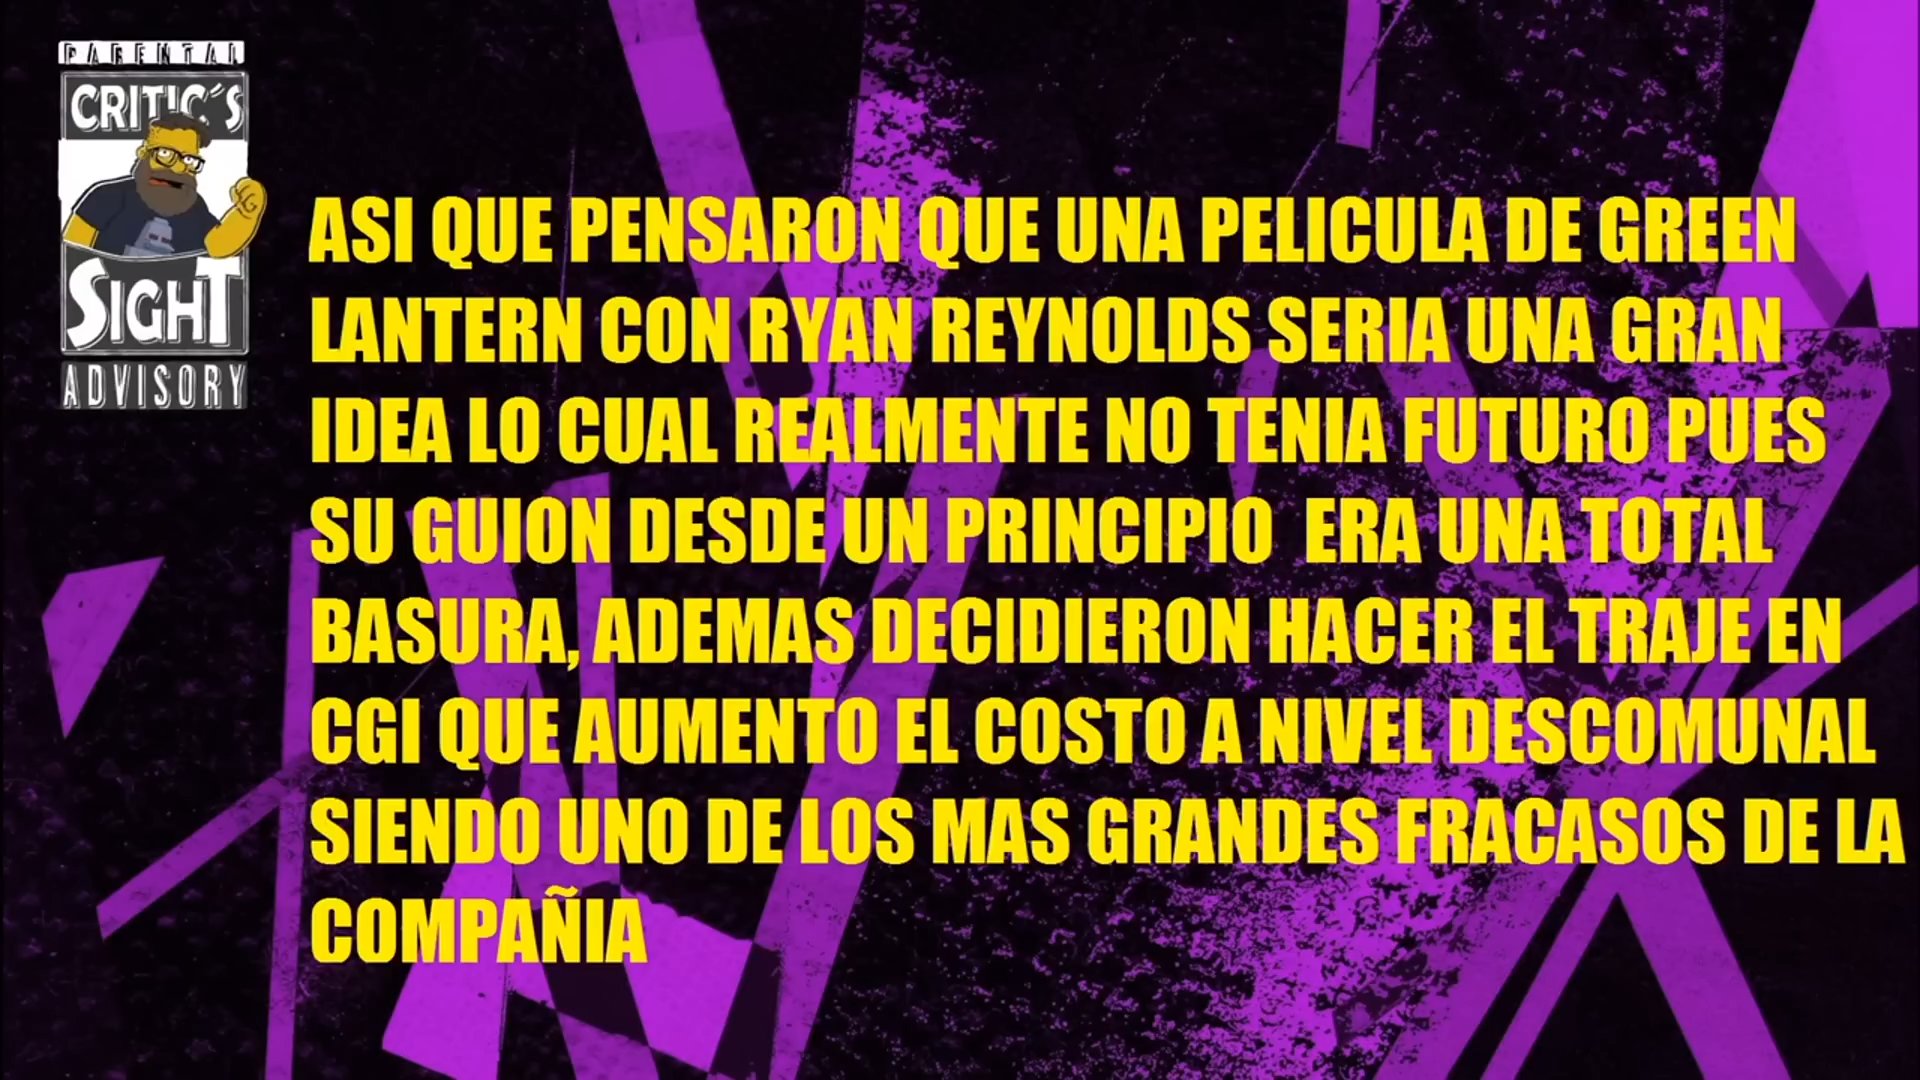 PARENTAL
CRITIC´S
SIGHT
ADVISORY
ASI QUE PENSARON QUE UNA PELICULA DE GREEN
LANTERN CON RYAN REYNOLDS SERIA UNA GRAN
IDEA LO CUAL REALMENTE NO TENIA FUTURO PUES
SU GUION DESDE UN PRINCIPIO ERA UNA TOTAL
BASURA, ADEMAS DECIDIERON HACER EL TRAJE EN
CGI QUE AUMENTO EL COSTO A NIVEL DESCOMUNAL
SIENDO UNO DE LOS MAS GRANDES FRACASOS DE LA
COMPAÑIA